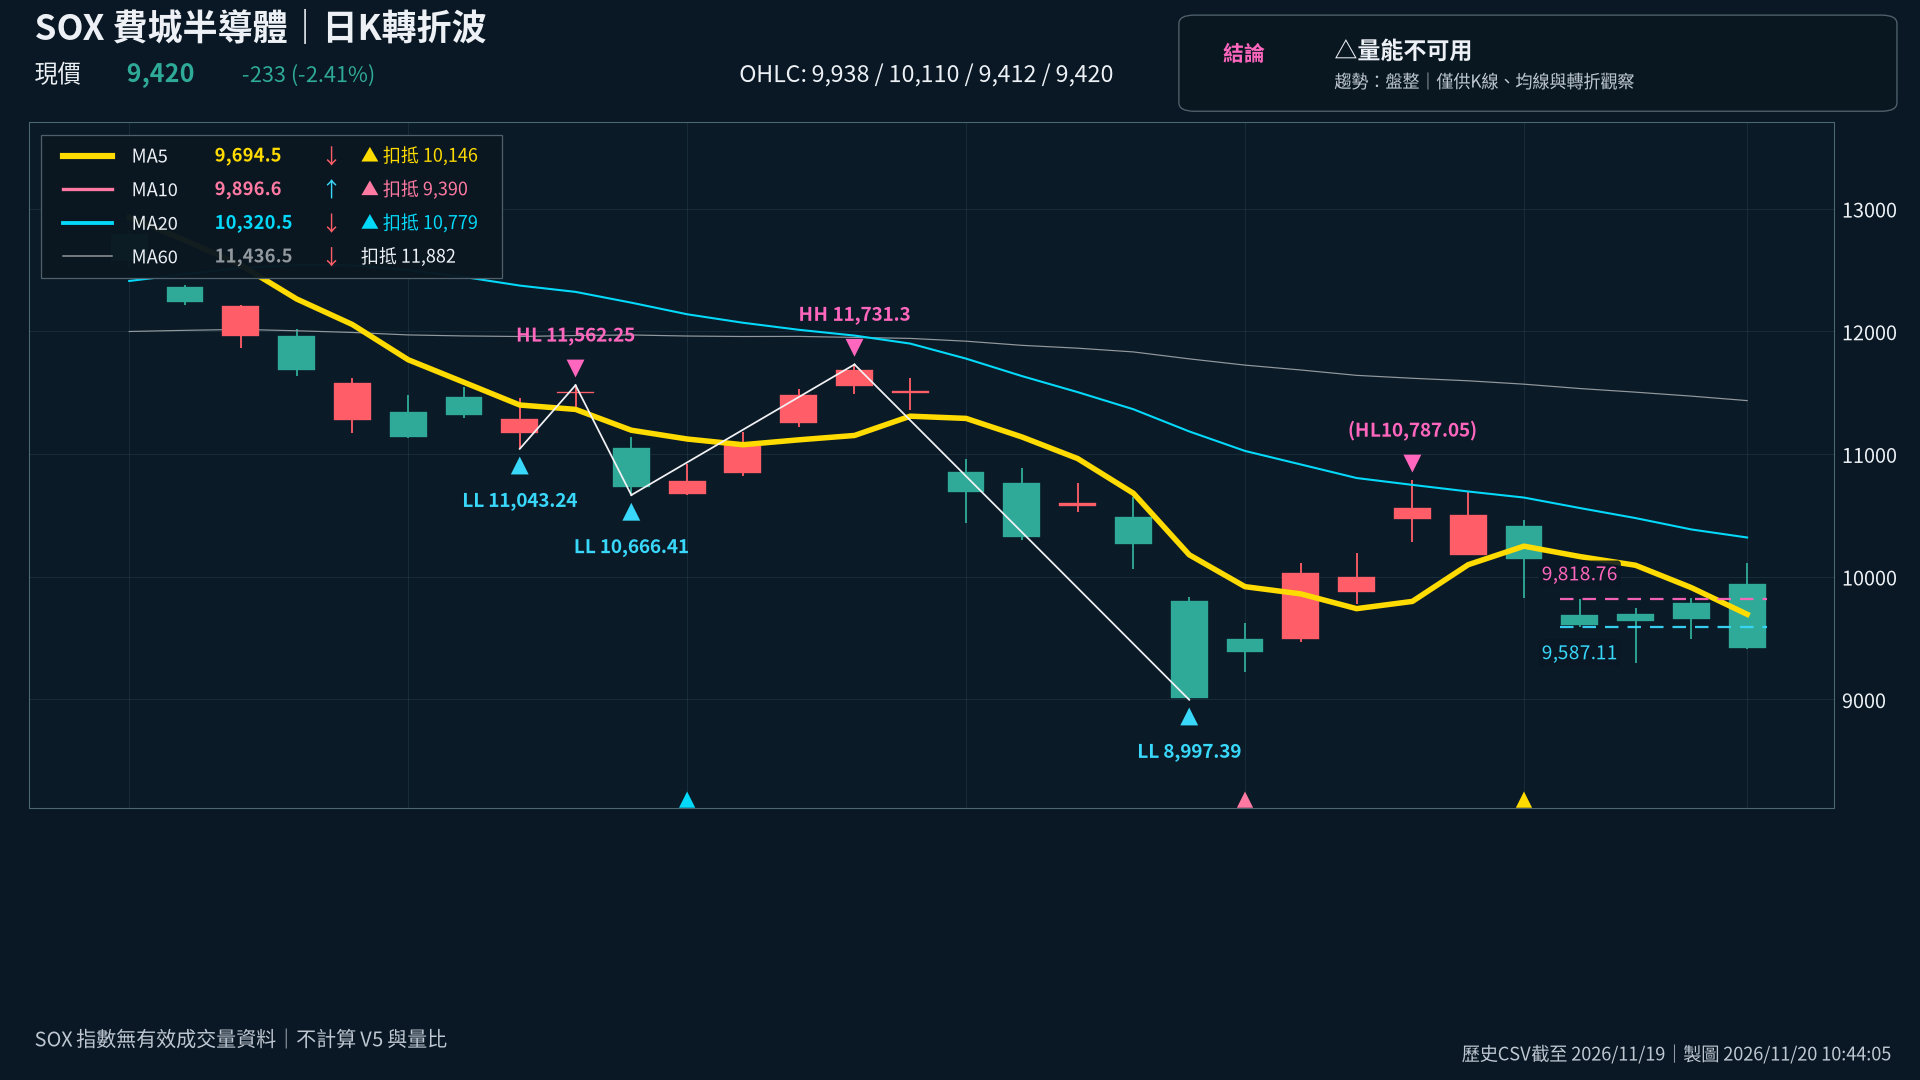 SOX 費城半導體｜日K轉折波
現價 9,420 -233 (-2.41%)
OHLC: 9,938 / 10,110 / 9,412 / 9,420
結論 △量能不可用
趨勢：盤整｜僅供K線、均線與轉折觀察
MA5 9,694.5 ↓ ▲扣抵 10,146
MA10 9,896.6 ↑ ▲扣抵 9,390
MA20 10,320.5 ↓ ▲扣抵 10,779
MA60 11,436.5 ↓ 扣抵 11,882
13000
12000
11000
10000
9000
HL 11,562.25
HH 11,731.3
LL 11,043.24
LL 10,666.41
(HL10,787.05)
9,818.76
9,587.11
LL 8,997.39
SOX 指數無有效成交量資料｜不計算 V5 與量比
歷史CSV截至 2026/11/19｜製圖 2026/11/20 10:44:05